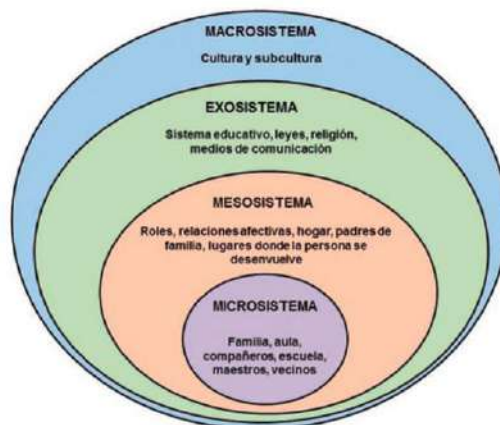 MACROSISTEMA
Cultura y subcultura
EXOSISTEMA
Sistema educativo, leyes, religión,
medios de comunicación
MESOSISTEMA
Roles, relaciones afectivas, hogar, padres de
familia, lugares donde la persona se
desenvuelve
MICROSISTEMA
Familia, aula,
compañeros, escuela,
maestros, vecinos